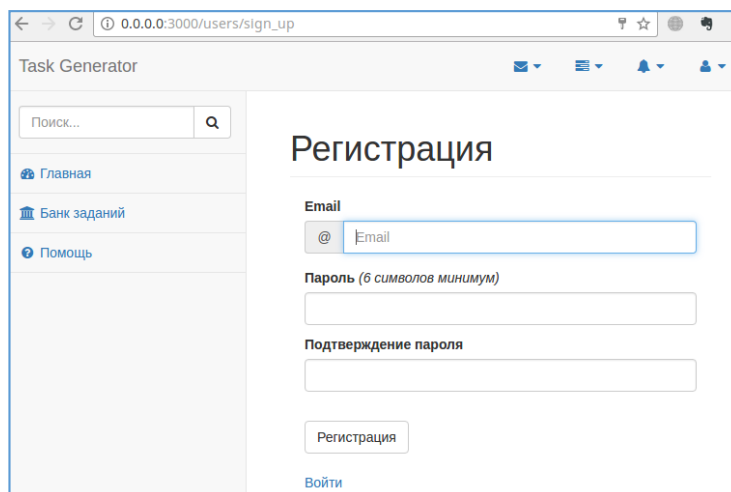 0.0.0.0:3000/users/sign_up
Task Generator
Поиск...
Главная
Банк заданий
Помощь
Регистрация
Email
@ Email
Пароль (6 символов минимум)
Подтверждение пароля
Регистрация
Войти